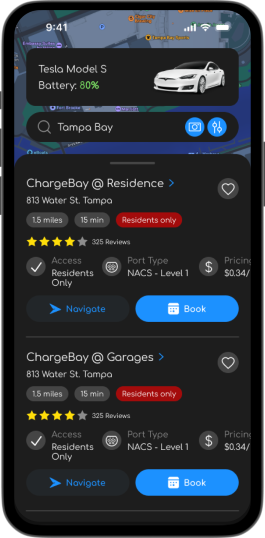 9:41
Tesla Model S
Battery: 80%
Tampa Bay
ChargeBay @ Residence >
813 Water St. Tampa
1.5 miles 15 min Residents only
325 Reviews
Access Port Type Pricing
Residents Only NACS - Level 1 $0.34/
Navigate Book
ChargeBay @ Garages >
813 Water St. Tampa
1.5 miles 15 min Residents only
325 Reviews
Access Port Type Pricing
Residents Only NACS - Level 1 $0.34/
Navigate Book